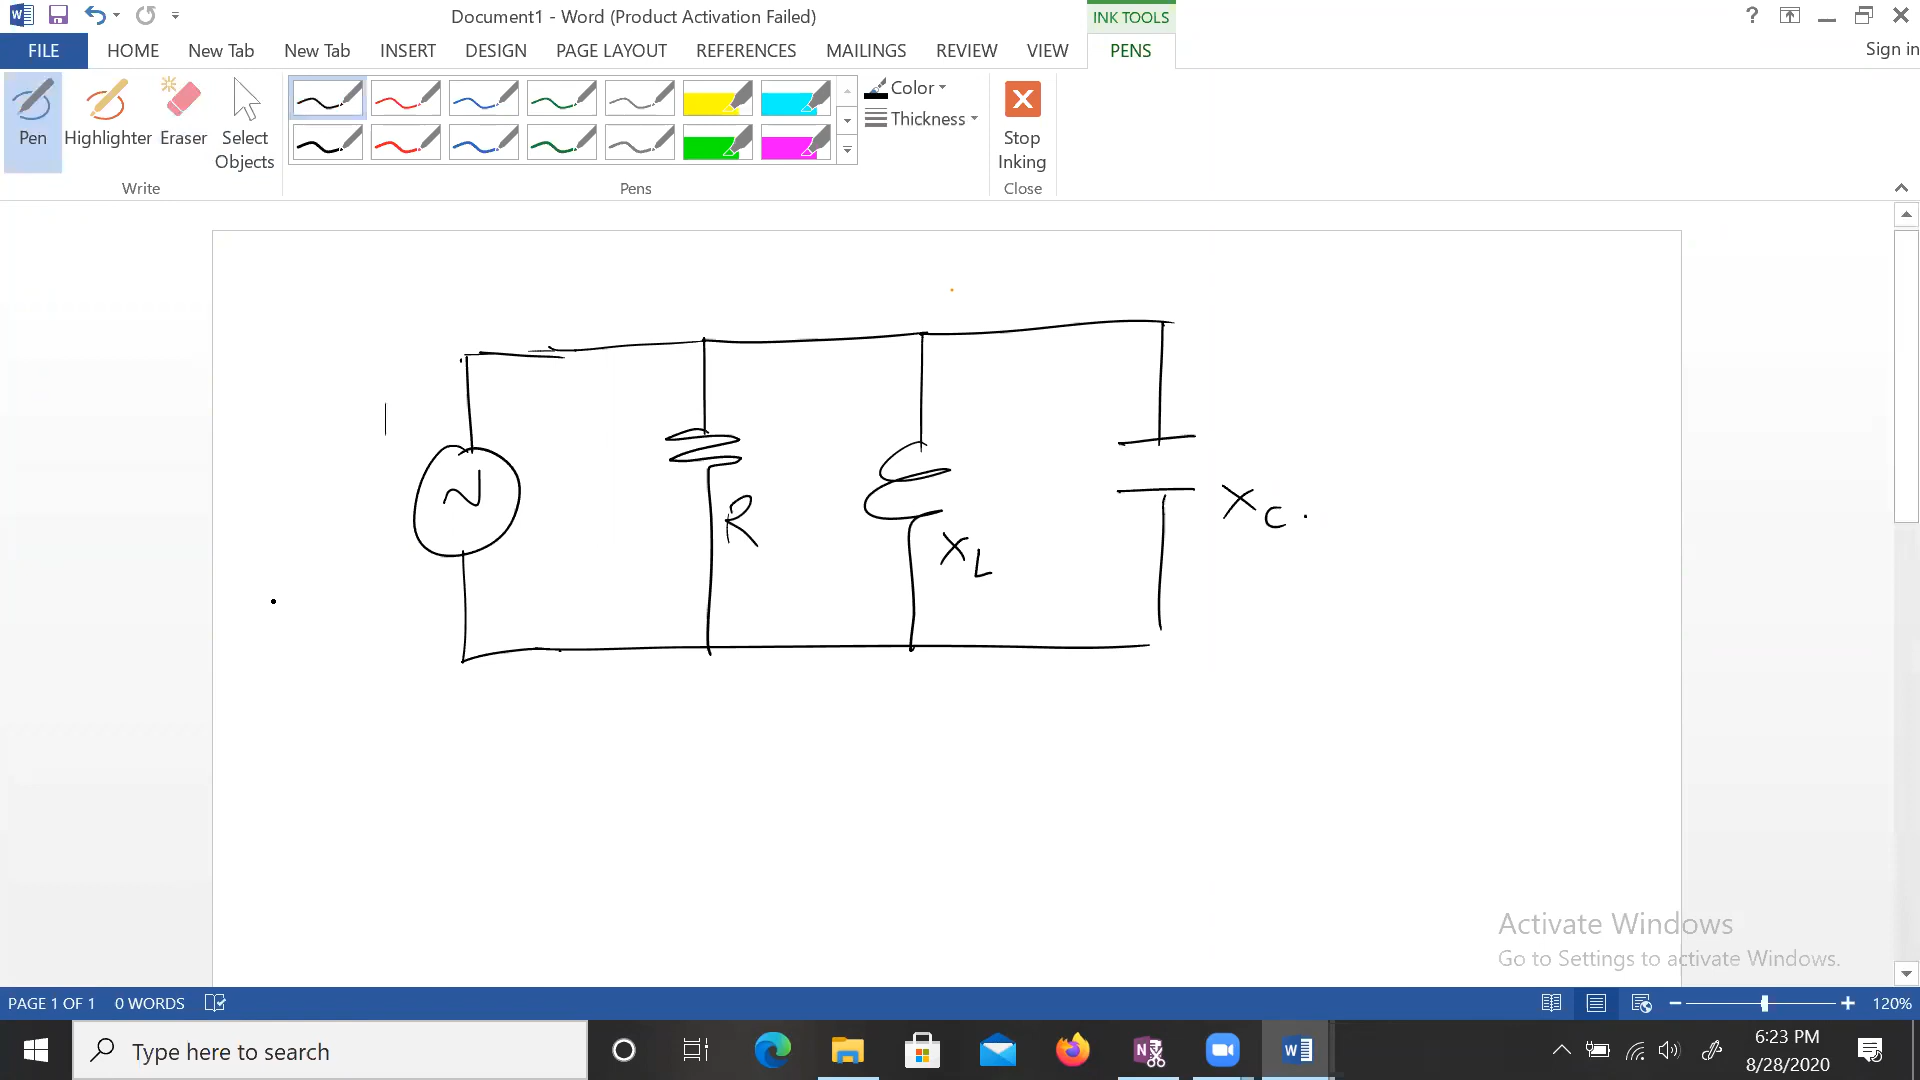 Document1 - Word (Product Activation Failed)
INK TOOLS
?
FILE
HOME
New Tab
New Tab
INSERT
DESIGN
PAGE LAYOUT
REFERENCES
MAILINGS
REVIEW
VIEW
PENS
Sign in
Pen
Highlighter
Eraser
Select
Objects
Color
Thickness
Stop
Inking
Write
Pens
Close
R
XL
XC
Activate Windows
Go to Settings to activate Windows.
PAGE 1 OF 1
0 WORDS
120%
Type here to search
6:23 PM
8/28/2020